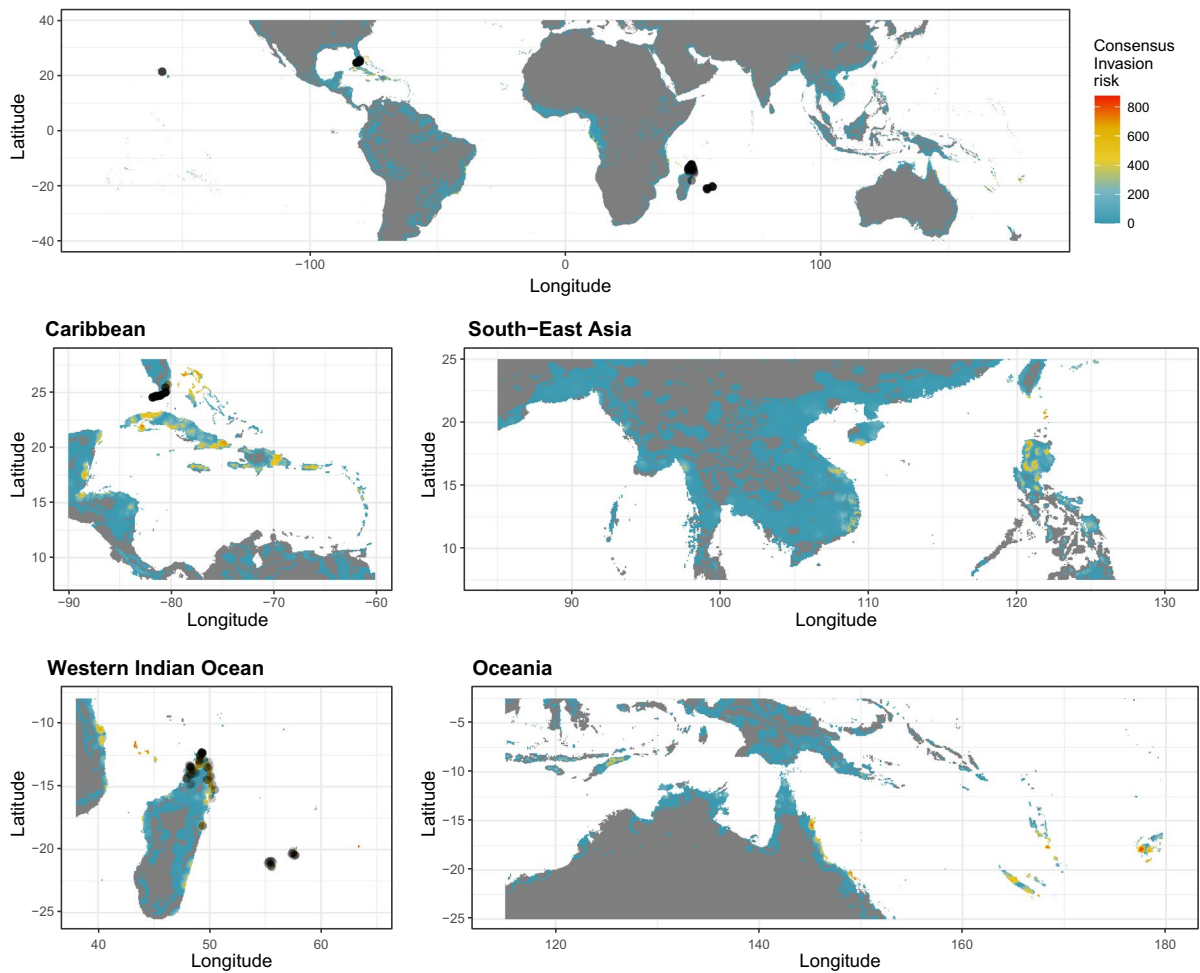 40
20
0
−20
−40
Latitude
−100
0
100
Longitude
Consensus
Invasion
risk
800
600
400
200
0
Caribbean
25
20
15
10
Latitude
−90
−80
−70
−60
Longitude
South−East Asia
25
20
15
10
Latitude
90
100
110
120
130
Longitude
Western Indian Ocean
−10
−15
−20
−25
Latitude
40
50
60
Longitude
Oceania
−5
−10
−15
−20
−25
Latitude
120
140
160
180
Longitude